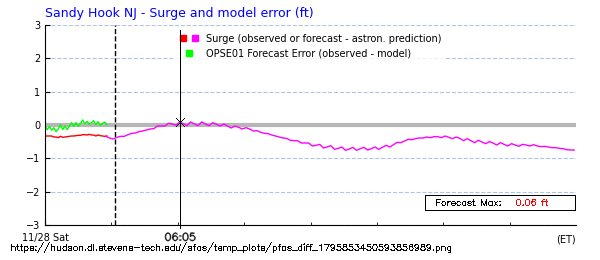 Sandy Hook NJ - Surge and model error (ft)
3
Surge (observed or forecast - astron. prediction)
OPSE01 Forecast Error (observed - model)
2
1
0
−1
−2
Forecast Max: 0.06 ft
−3
11/28 Sat 06:05 (ET)
https://hudson.dl.stevens-tech.edu/sfas/temp_plots/pfas_diff_1795853450593856989.png